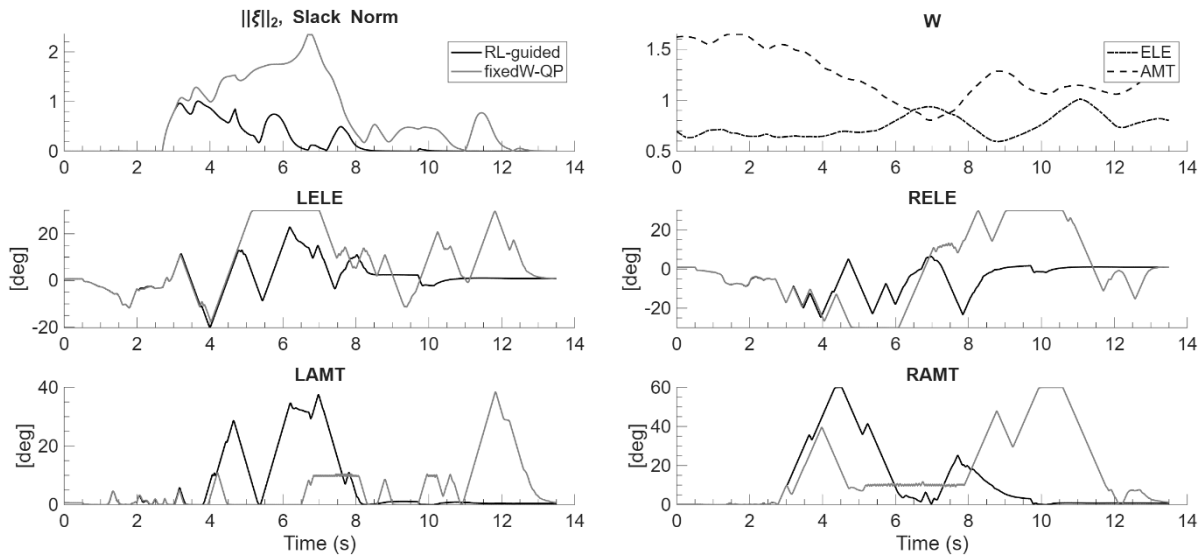 ||ξ||₂, Slack Norm
2
1
0
RL-guided
fixedW-QP
0 2 4 6 8 10 12 14
W
1.5
1
0.5
ELE
AMT
0 2 4 6 8 10 12 14
LELE
[deg]
20
0
-20
0 2 4 6 8 10 12 14
RELE
[deg]
20
0
-20
0 2 4 6 8 10 12 14
LAMT
[deg]
40
20
0
0 2 4 6 8 10 12 14
Time (s)
RAMT
[deg]
60
40
20
0
0 2 4 6 8 10 12 14
Time (s)